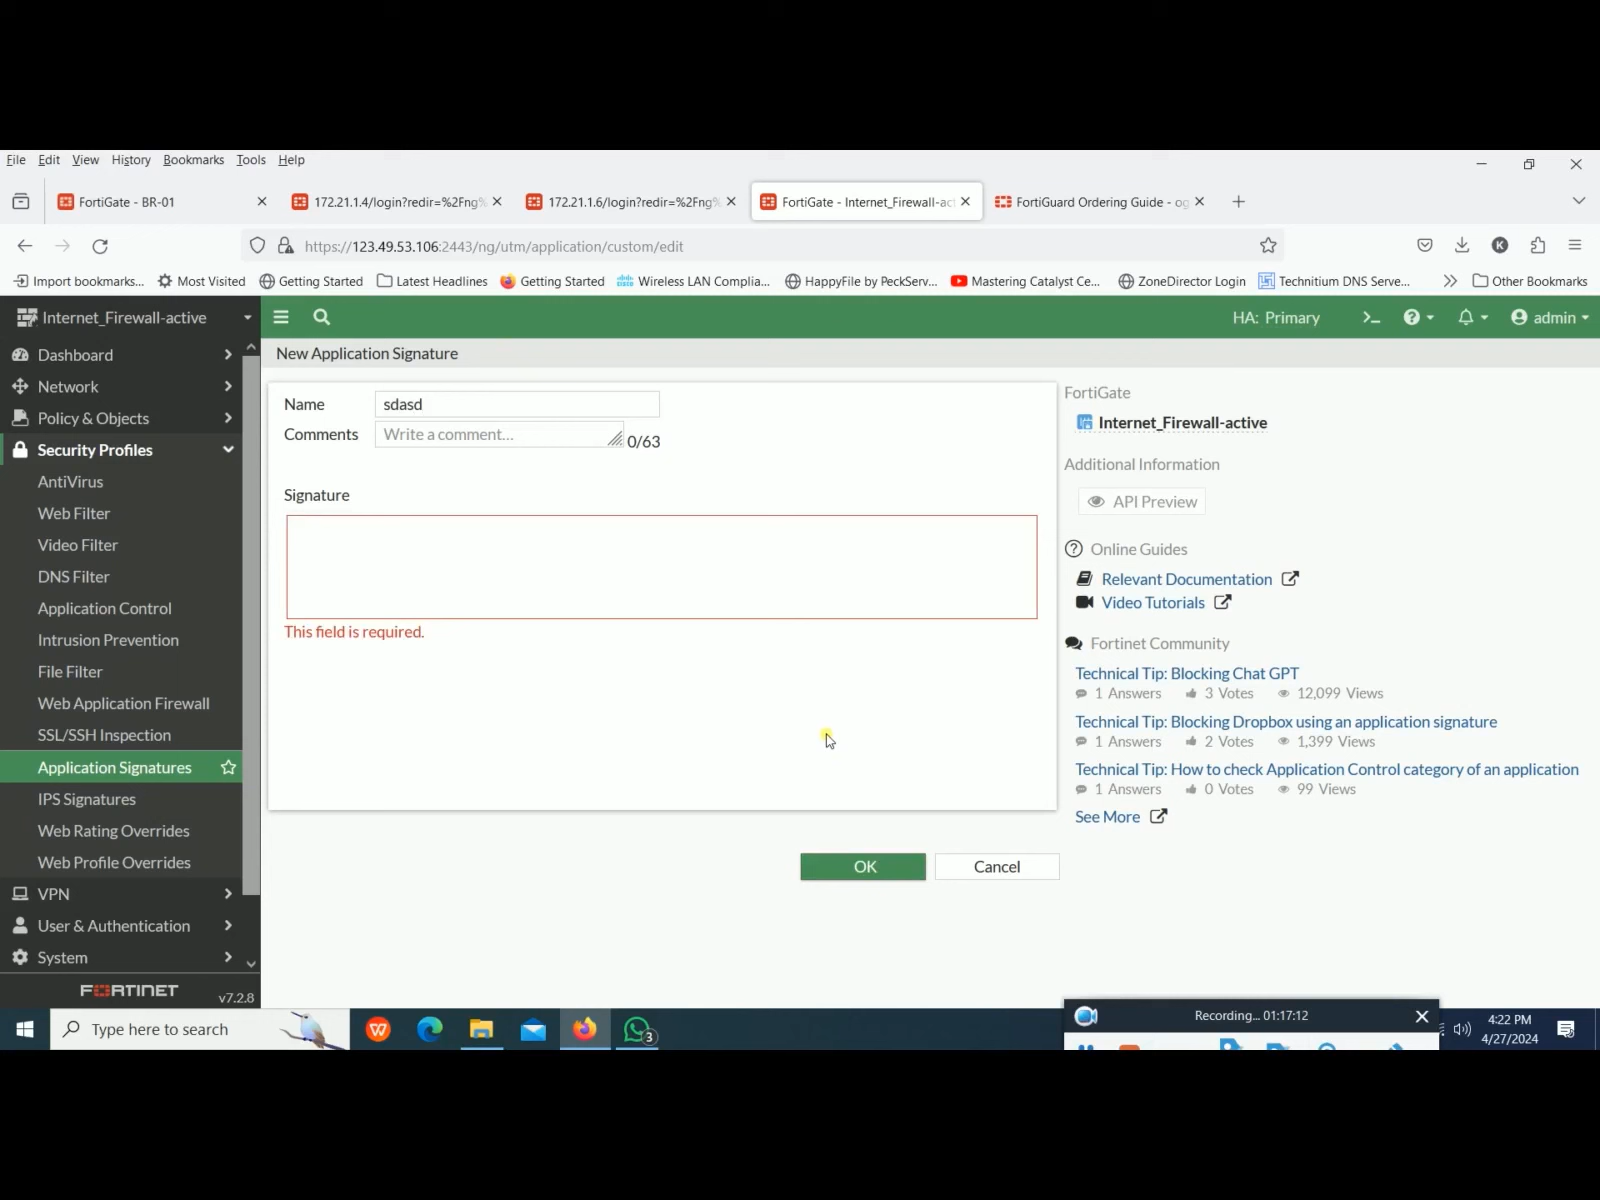 File Edit View History Bookmarks Tools Help
FortiGate - BR-01
172.21.1.4/login?redir=%2Fng%
172.21.1.6/login?redir=%2Fng%
FortiGate - Internet_Firewall-act
FortiGuard Ordering Guide - og
https://123.49.53.106:2443/ng/utm/application/custom/edit
K
Import bookmarks... Most Visited Getting Started Latest Headlines Getting Started Wireless LAN Complia... HappyFile by PeckServ... Mastering Catalyst Ce... ZoneDirector Login Technitium DNS Serve... Other Bookmarks
Internet_Firewall-active
HA: Primary
admin
Dashboard
Network
Policy & Objects
Security Profiles
AntiVirus
Web Filter
Video Filter
DNS Filter
Application Control
Intrusion Prevention
File Filter
Web Application Firewall
SSL/SSH Inspection
Application Signatures
IPS Signatures
Web Rating Overrides
Web Profile Overrides
VPN
User & Authentication
System
FORTINET
v7.2.8
New Application Signature
Name sdasd
Comments Write a comment... 0/63
Signature
This field is required.
OK Cancel
FortiGate
Internet_Firewall-active
Additional Information
API Preview
Online Guides
Relevant Documentation
Video Tutorials
Fortinet Community
Technical Tip: Blocking Chat GPT
1 Answers 3 Votes 12,099 Views
Technical Tip: Blocking Dropbox using an application signature
1 Answers 2 Votes 1,399 Views
Technical Tip: How to check Application Control category of an application
1 Answers 0 Votes 99 Views
See More
Type here to search
W
3
Recording... 01:17:12
4:22 PM
4/27/2024